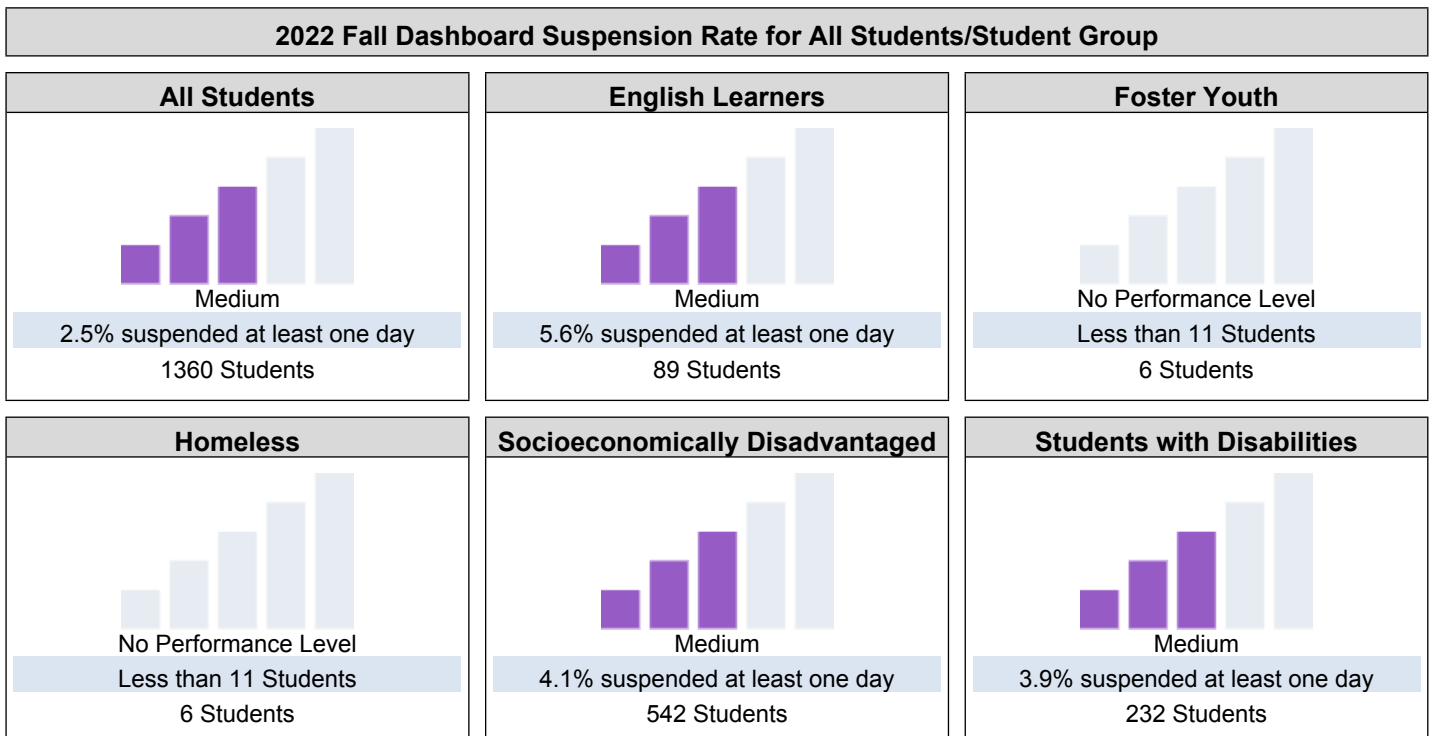 2022 Fall Dashboard Suspension Rate for All Students/Student Group
All Students
Medium
2.5% suspended at least one day
1360 Students
English Learners
Medium
5.6% suspended at least one day
89 Students
Foster Youth
No Performance Level
Less than 11 Students
6 Students
Homeless
No Performance Level
Less than 11 Students
6 Students
Socioeconomically Disadvantaged
Medium
4.1% suspended at least one day
542 Students
Students with Disabilities
Medium
3.9% suspended at least one day
232 Students